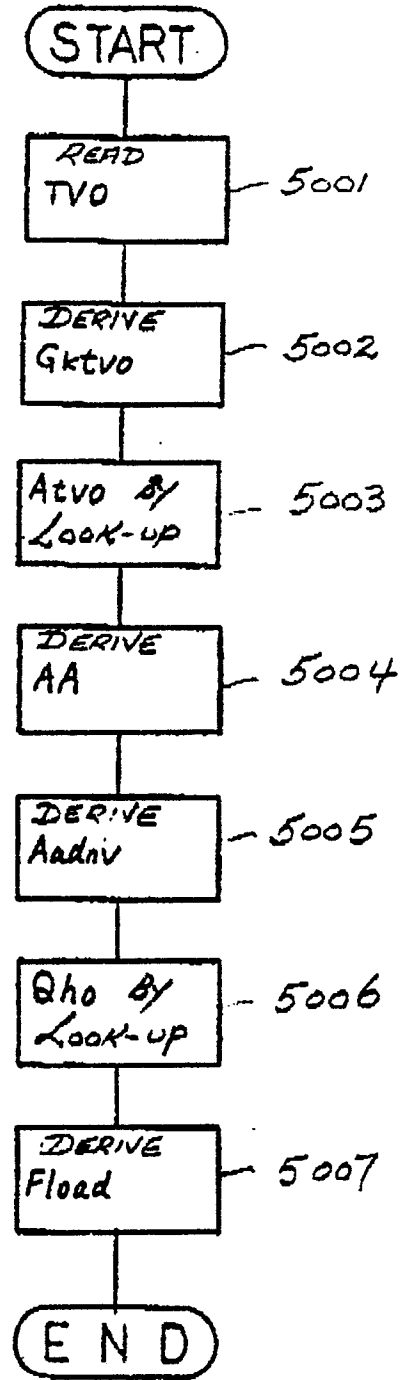 START
READ
TVO
5001
DERIVE
Gktvo
5002
Atvo BY
LOOK-UP
5003
DERIVE
AA
5004
DERIVE
Aadnv
5005
Qho BY
LOOK-UP
5006
DERIVE
Fload
5007
END